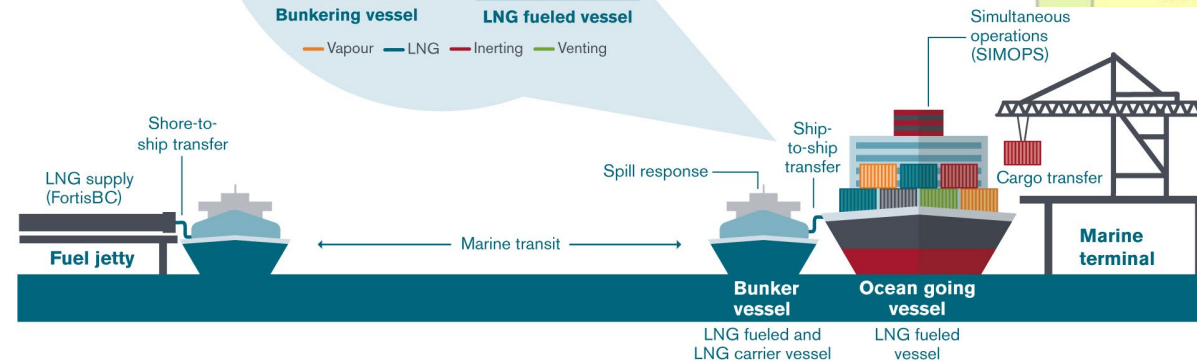 Bunkering vessel
LNG fueled vessel
Vapour
LNG
Inerting
Venting
Simultaneous
operations
(SIMOPS)
Shore-to-
ship transfer
Ship-
to-ship
transfer
LNG supply
(FortisBC)
Spill response
Cargo transfer
Fuel jetty
Marine transit
Marine
terminal
Bunker
vessel
Ocean going
vessel
LNG fueled and
LNG carrier vessel
LNG fueled
vessel